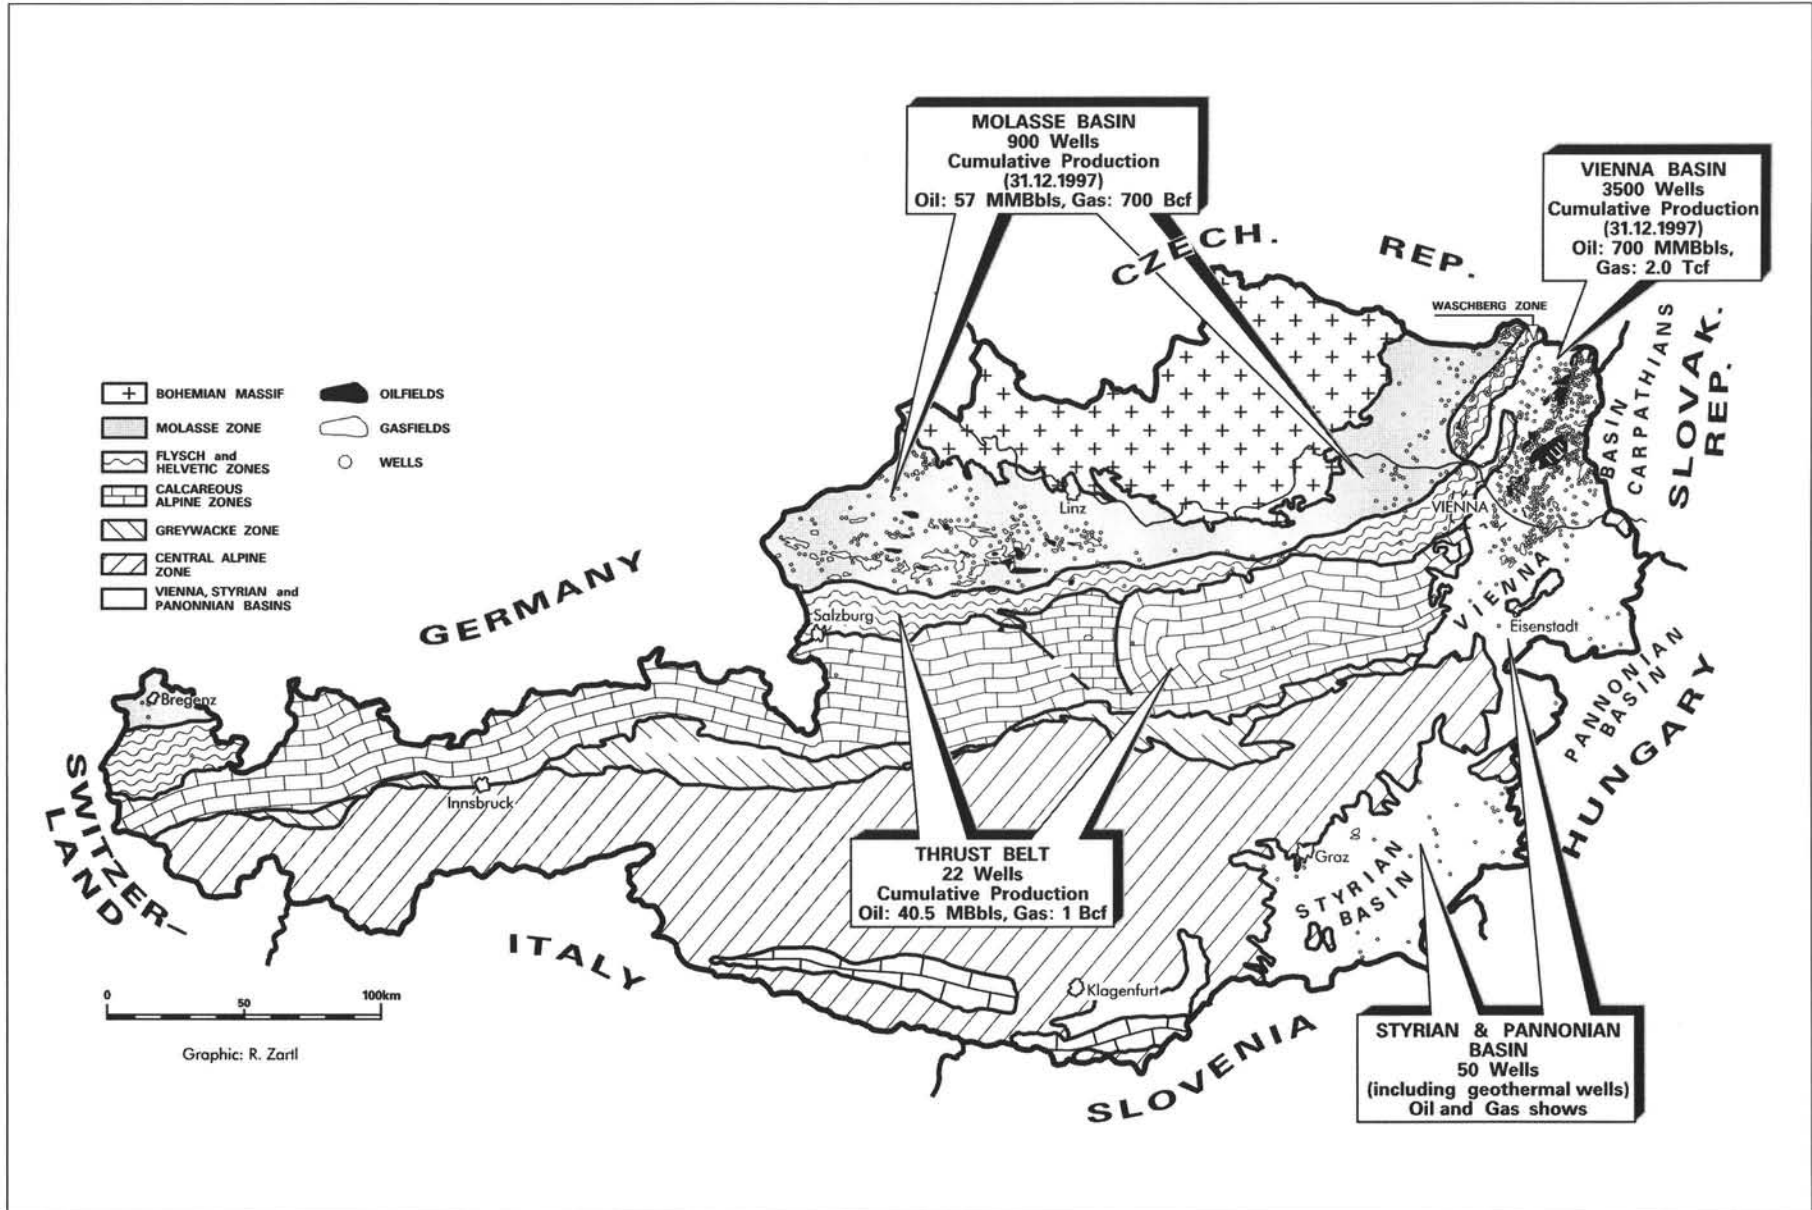 MOLASSE BASIN
900 Wells
Cumulative Production
(31.12.1997)
Oil: 57 MMBbls, Gas: 700 Bcf
VIENNA BASIN
3500 Wells
Cumulative Production
(31.12.1997)
Oil: 700 MMBbls,
Gas: 2.0 Tcf
CZECH. REP.
WASCHBERG ZONE
SLOVAK.
REP.
BASIN
CARPATHIANS
BOHEMIAN MASSIF
MOLASSE ZONE
FLYSCH and
HELVETIC ZONES
CALCAREOUS
ALPINE ZONES
GREYWACKE ZONE
CENTRAL ALPINE
ZONE
VIENNA, STYRIAN and
PANONNIAN BASINS
OILFIELDS
GASFIELDS
WELLS
Linz
VIENNA
GERMANY
Salzburg
VIENNA
Eisenstadt
PANNONIAN
BASIN
HUNGARY
Bregenz
SWITZER-
LAND
Innsbruck
THRUST BELT
22 Wells
Cumulative Production
Oil: 40.5 MBbls, Gas: 1 Bcf
Graz
STYRIAN
BASIN
ITALY
Klagenfurt
SLOVENIA
0 50 100km
Graphic: R. Zartl
STYRIAN & PANNONIAN
BASIN
50 Wells
(including geothermal wells)
Oil and Gas shows